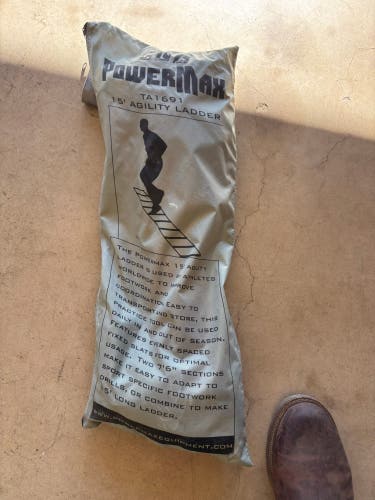 POWERMAX
TA1691
15' AGILITY LADDER
THE POWERMAX 15 AGILITY
LADDER IS USED BY ATHLETES
WORLDWIDE TO IMPROVE
FOOTWORK AND
COORDINATION. EASY TO
TRANSPORT AND STORE, THIS
PRACTICE TOOL CAN BE USED
DAILY IN AND OUT OF SEASON.
FEATURES EVENLY SPACED
FIXED SLATS FOR OPTIMAL
USAGE. TWO 7'6" SECTIONS
MAKE IT EASY TO ADAPT TO
SPORT SPECIFIC FOOTWORK
DRILLS, OR COMBINE TO MAKE
15' LONG LADDER.
WWW.POWERMAXEQUIPMENT.COM